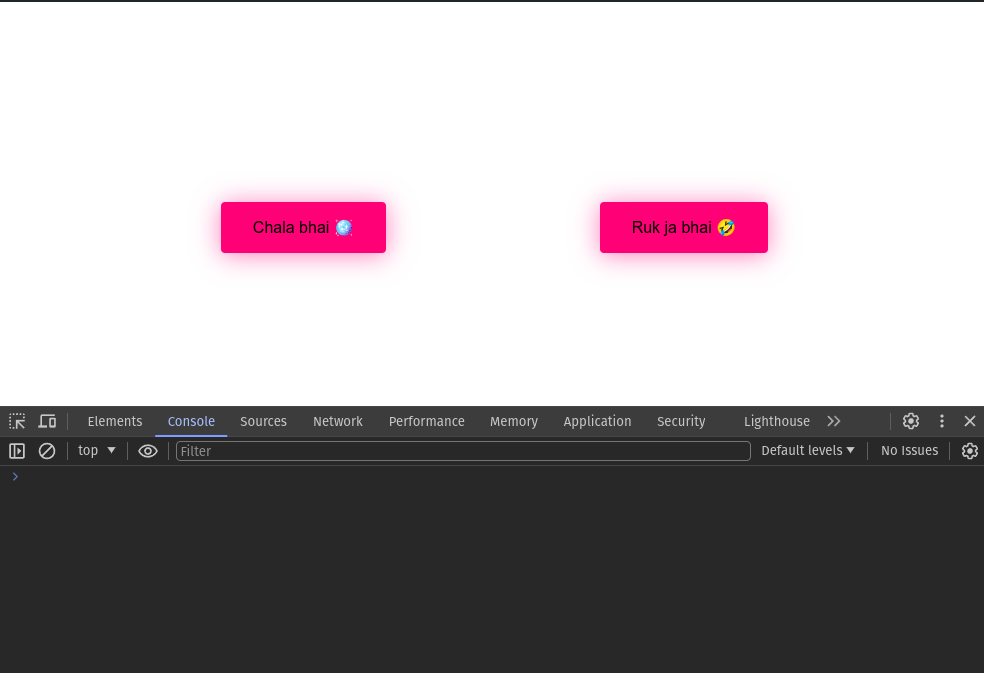 Chala bhai 🪩
Ruk ja bhai 🤣
Elements Console Sources Network Performance Memory Application Security Lighthouse
top Filter Default levels No Issues